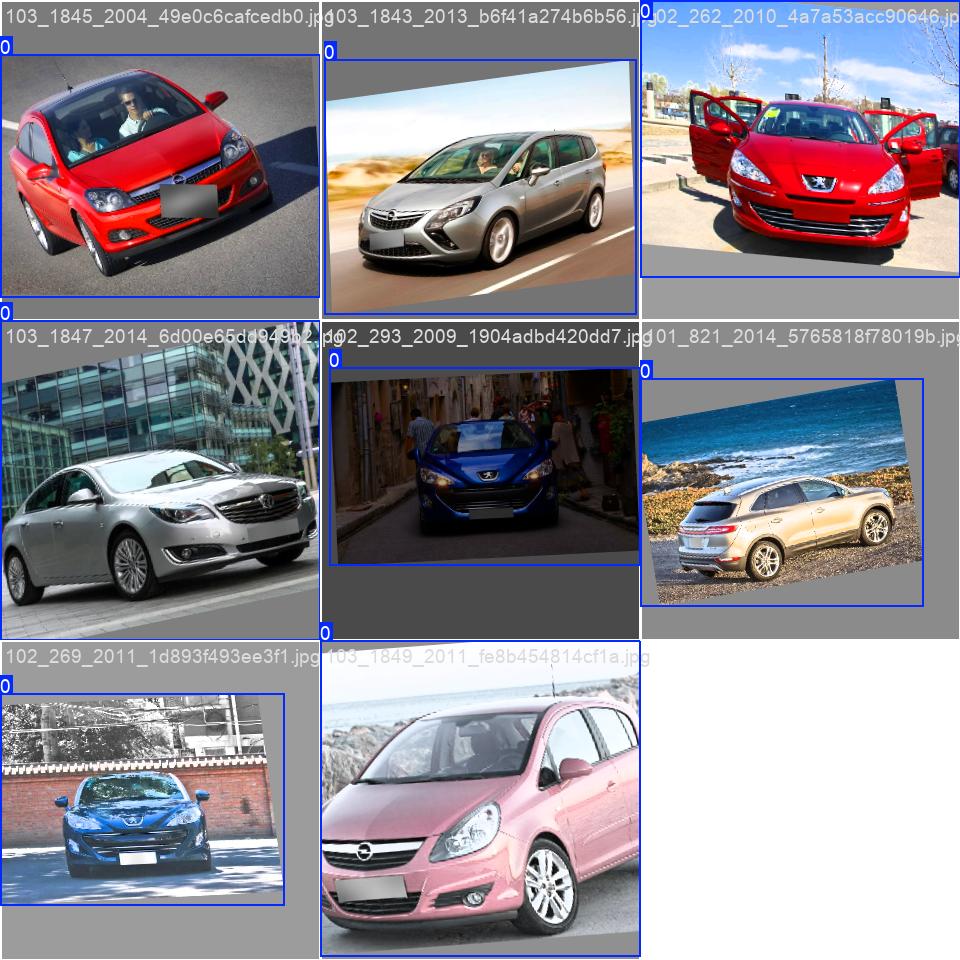 103_1845_2004_49e0c6cafcedb0.jpg
103_1843_2013_b6f41a274b6b56.jpg
102_262_2010_4a7a53acc90646.jpg
0
0
0
103_1847_2014_6d00e65dd949b2.jpg
102_293_2009_1904adbd420dd7.jpg
101_821_2014_5765818f78019b.jpg
0
0
0
102_269_2011_1d893f493ee3f1.jpg
103_1849_2011_fe8b454814cf1a.jpg
0
0